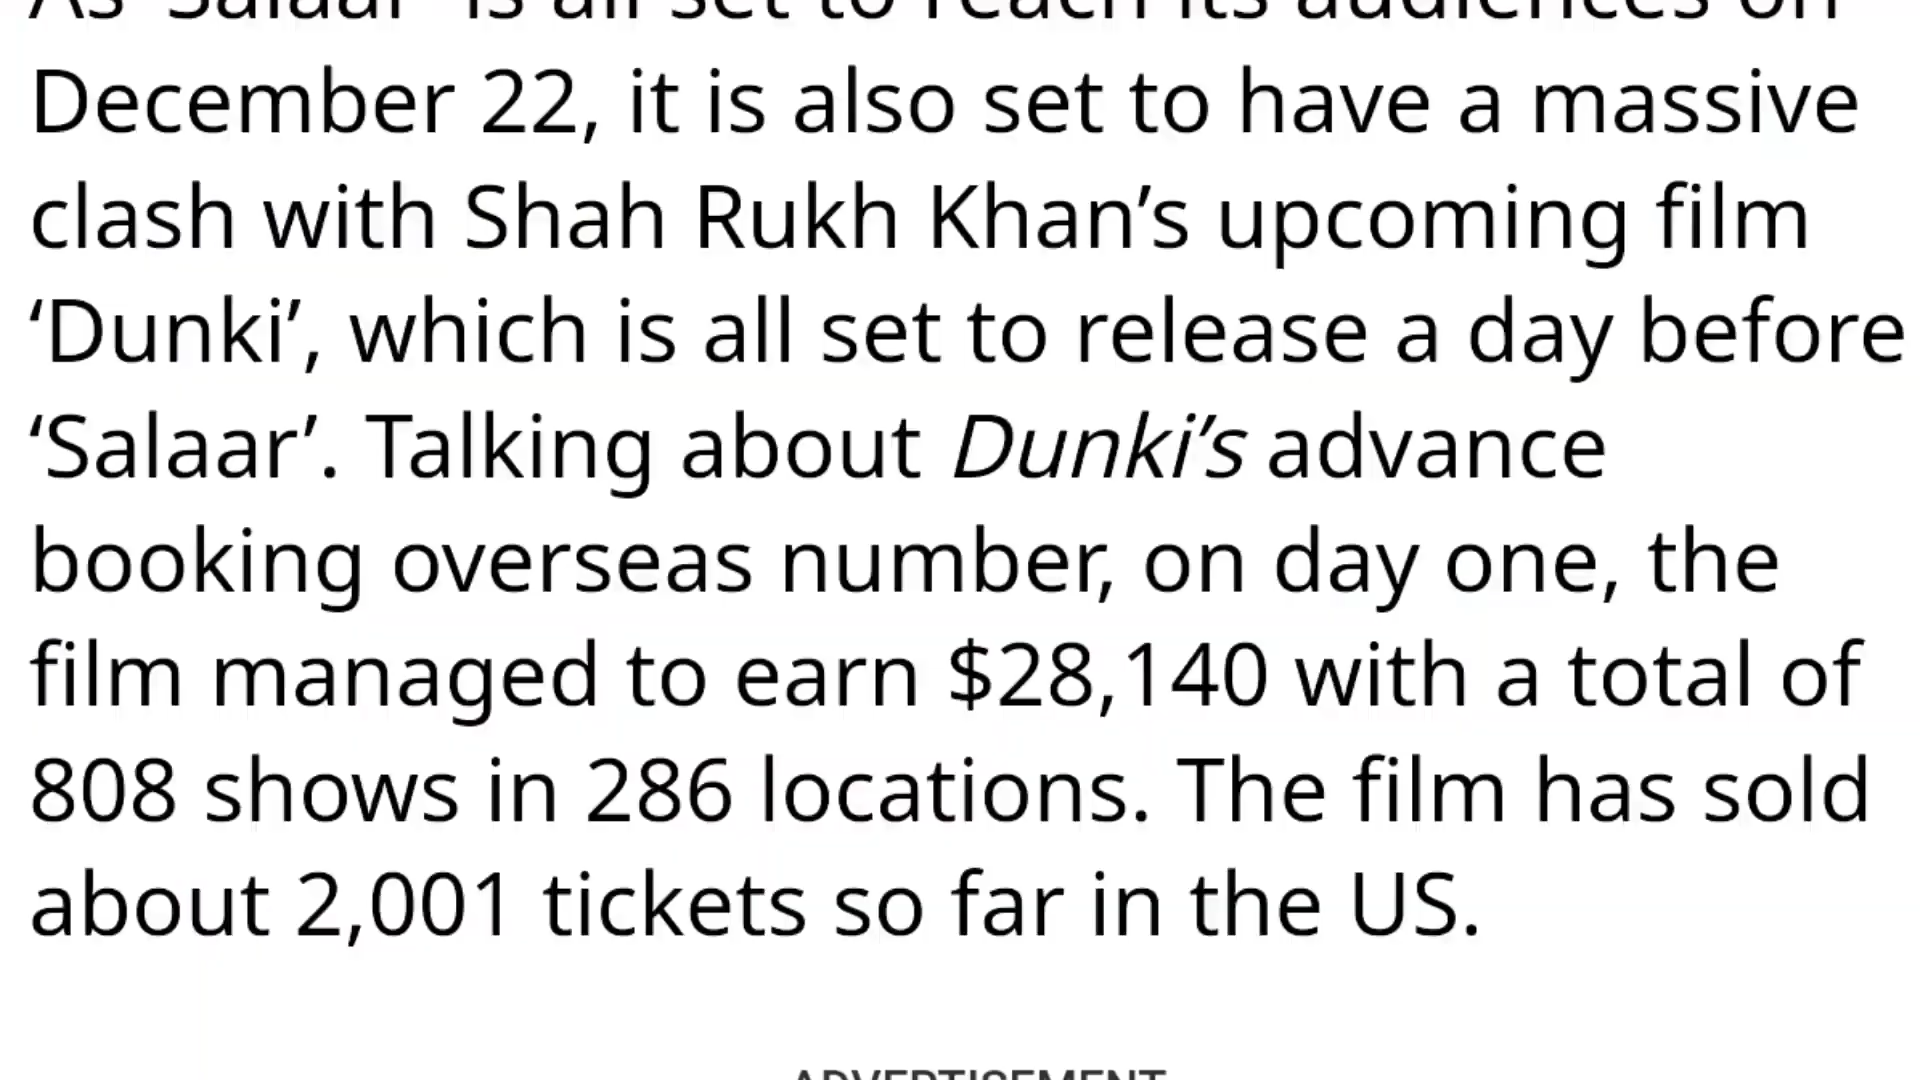 As ‘Salaar’ is all set to reach its audiences on
December 22, it is also set to have a massive
clash with Shah Rukh Khan’s upcoming film
‘Dunki’, which is all set to release a day before
‘Salaar’. Talking about Dunki’s advance
booking overseas number, on day one, the
film managed to earn $28,140 with a total of
808 shows in 286 locations. The film has sold
about 2,001 tickets so far in the US.
ADVERTISEMENT